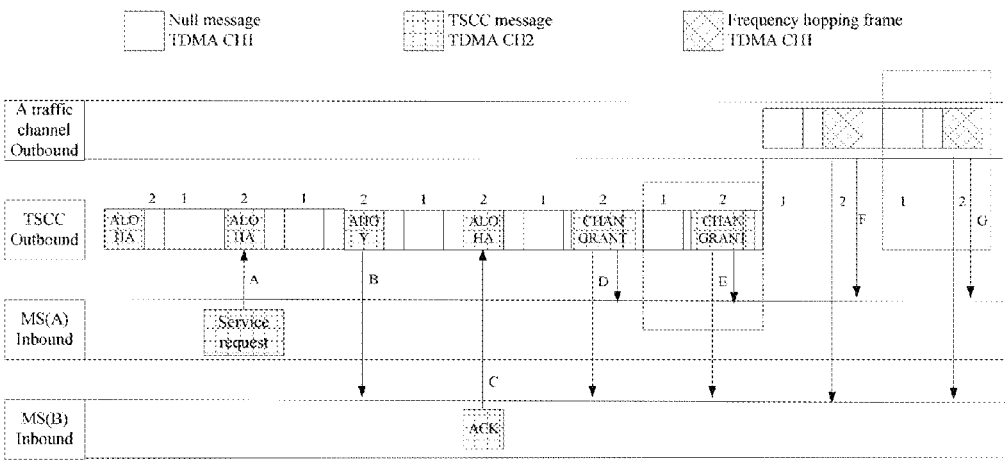 Null message
TDMA CH1
TSCC message
TDMA CH2
Frequency hopping frame
TDMA CH1
A traffic
channel
Outbound
2 1 2 1 2 1 2 1 2 1 2 1 2 1 2
TSCC
Outbound
ALO
HA
ALO
HA
AHO
Y
ALO
HA
CHAN
GRANT
CHAN
GRANT
F
G
A
B
D
E
MS(A)
Inbound
Service
request
C
MS(B)
Inbound
ACK